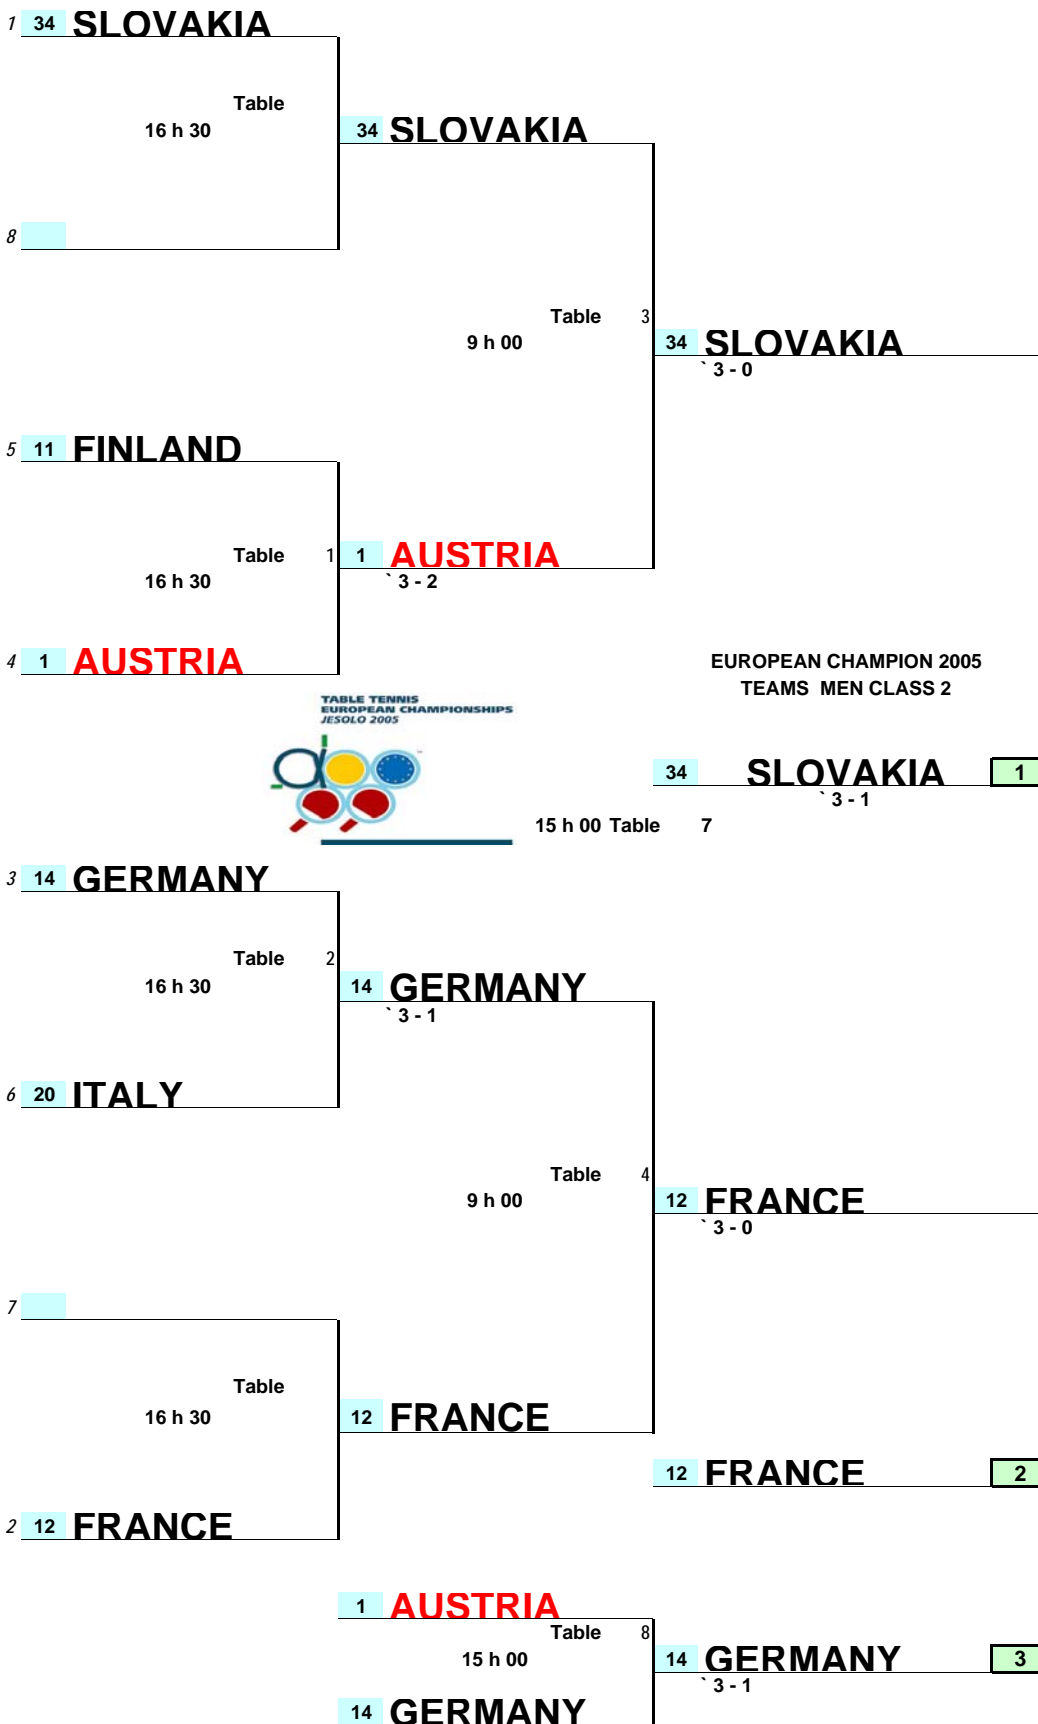 1 34 SLOVAKIA
Table
16 h 30
34 SLOVAKIA
8
Table 3
9 h 00
34 SLOVAKIA
` 3 - 0
5 11 FINLAND
Table 1
1 AUSTRIA
16 h 30
` 3 - 2
4 1 AUSTRIA
EUROPEAN CHAMPION 2005
TEAMS MEN CLASS 2
TABLE TENNIS
EUROPEAN CHAMPIONSHIPS
JESOLO 2005
34 SLOVAKIA 1
` 3 - 1
15 h 00 Table 7
3 14 GERMANY
Table 2
16 h 30
14 GERMANY
` 3 - 1
6 20 ITALY
Table 4
9 h 00
12 FRANCE
` 3 - 0
7
Table
16 h 30
12 FRANCE
12 FRANCE 2
2 12 FRANCE
1 AUSTRIA
Table 8
15 h 00
14 GERMANY 3
` 3 - 1
14 GERMANY